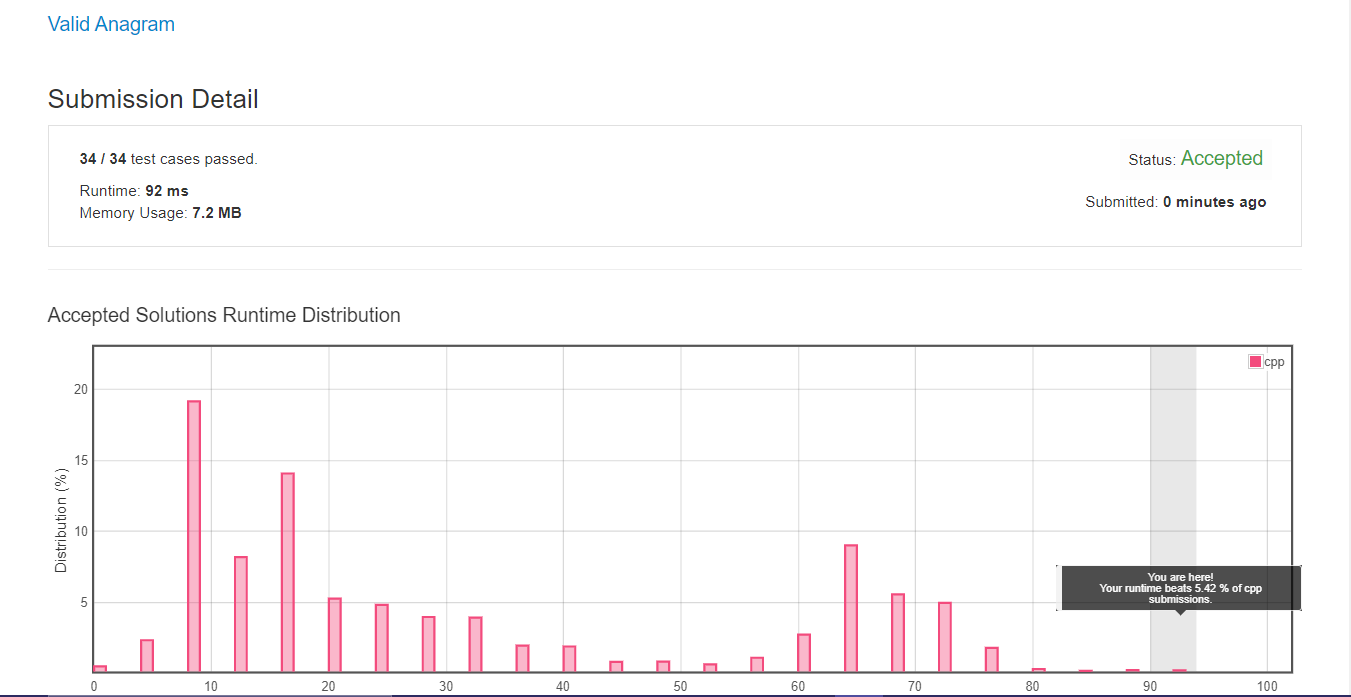 Valid Anagram
Submission Detail
34 / 34 test cases passed.
Status: Accepted
Runtime: 92 ms
Memory Usage: 7.2 MB
Submitted: 0 minutes ago
Accepted Solutions Runtime Distribution
cpp
20
15
10
5
Distribution (%)
You are here!
Your runtime beats 5.42 % of cpp
submissions.
0 10 20 30 40 50 60 70 80 90 100